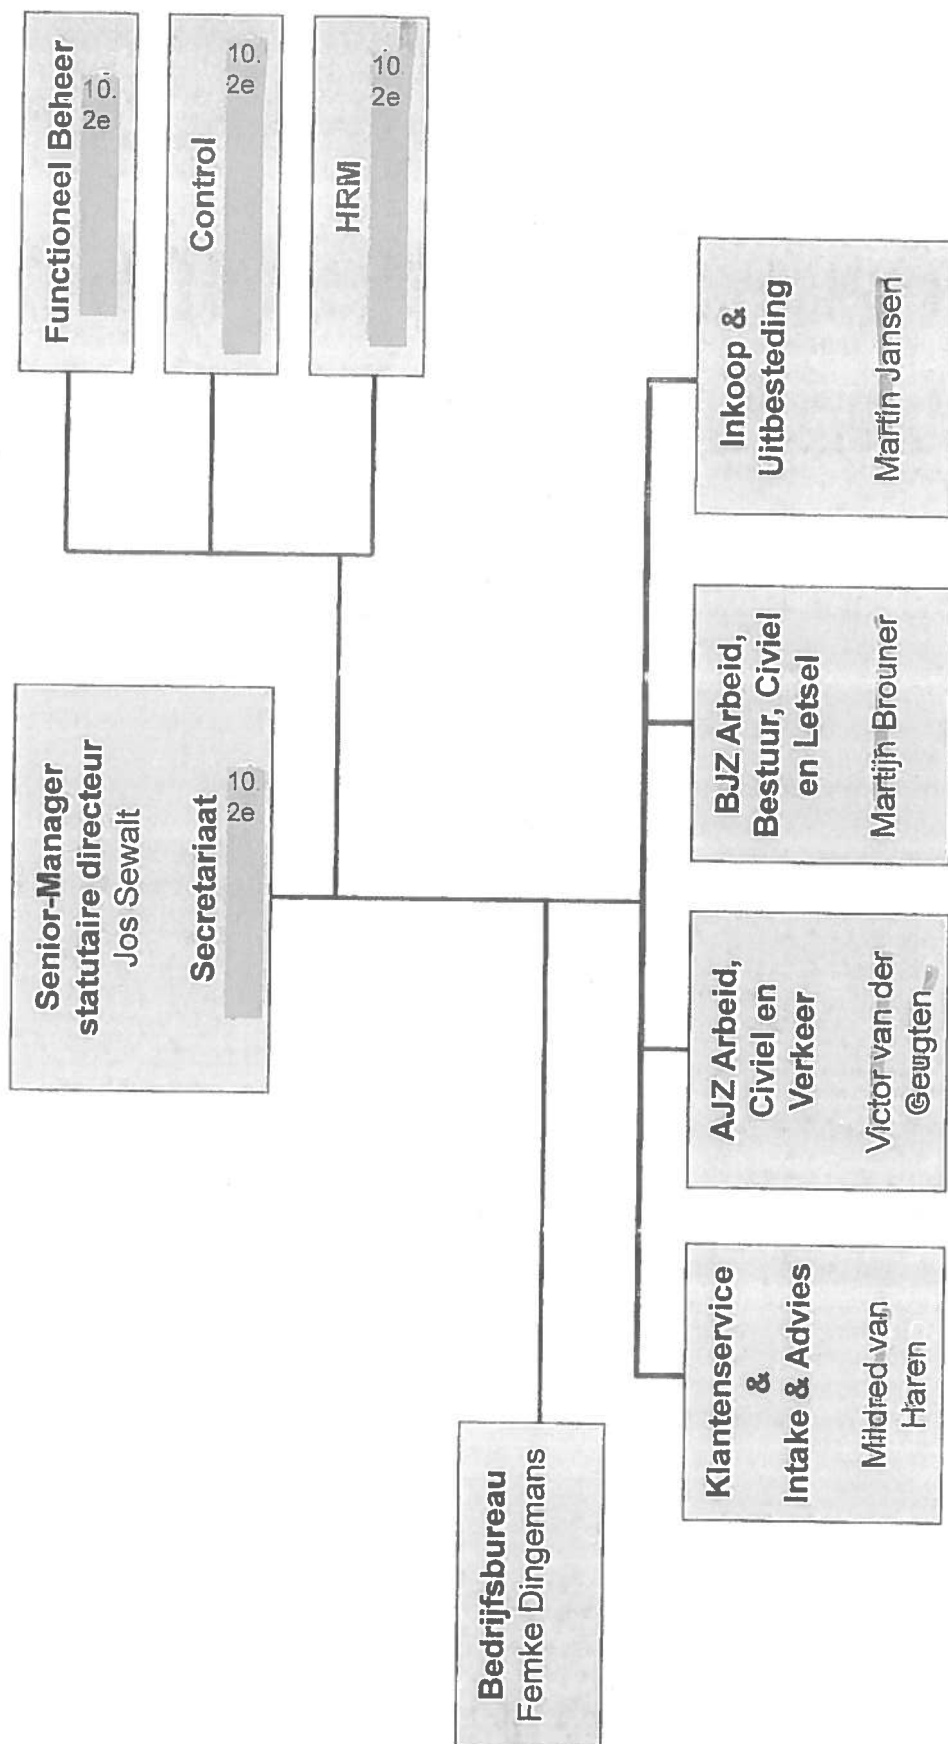 Senior-Manager
statutaire directeur
Jos Sewalt
Secretariaat
10.
2e
Functioneel Beheer
10.
2e
Control
10.
2e
HRM
10
2e
Bedrijfsbureau
Femke Dingemans
Klantenservice
&
Intake & Advies
Mildred van
Haren
AJZ Arbeid,
Civiel en
Verkeer
Victor van der
Geugten
BJZ Arbeid,
Bestuur, Civiel
en Letsel
Martijn Brouner
Inkoop &
Uitbesteding
Martin Jansen